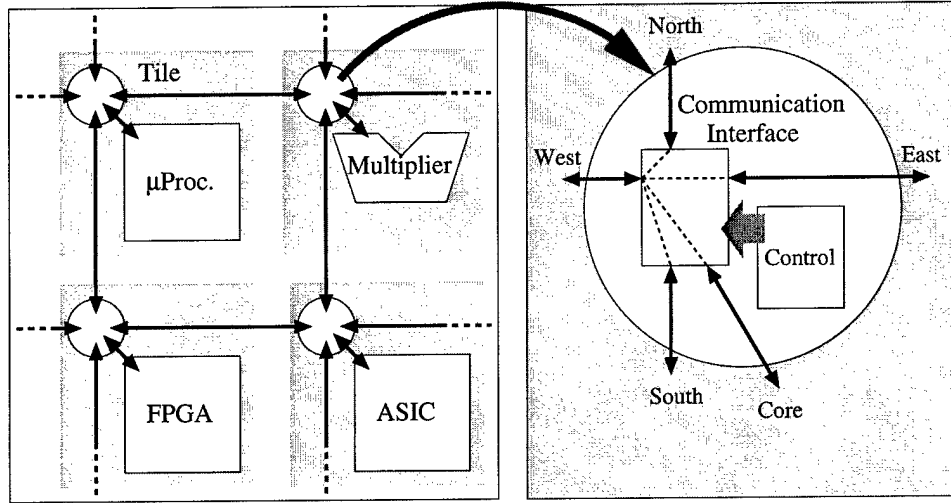 Tile
µProc.
Multiplier
FPGA
ASIC
North
Communication
Interface
West
East
Control
South
Core